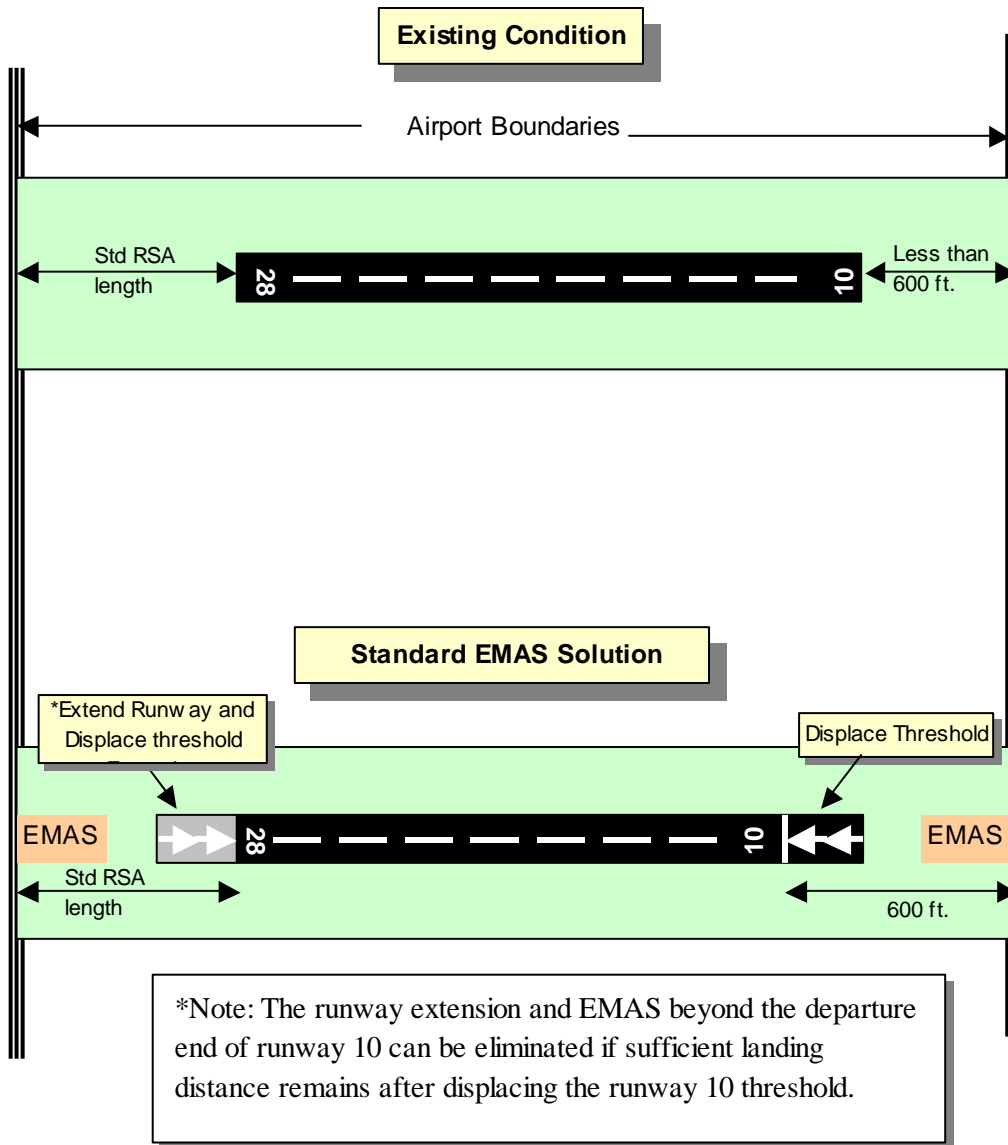 Existing Condition
Airport Boundaries
Std RSA
length
28
10
Less than
600 ft.
Standard EMAS Solution
*Extend Runway and
Displace threshold
Displace Threshold
EMAS
28
10
EMAS
Std RSA
length
600 ft.
*Note: The runway extension and EMAS beyond the departure
end of runway 10 can be eliminated if sufficient landing
distance remains after displacing the runway 10 threshold.